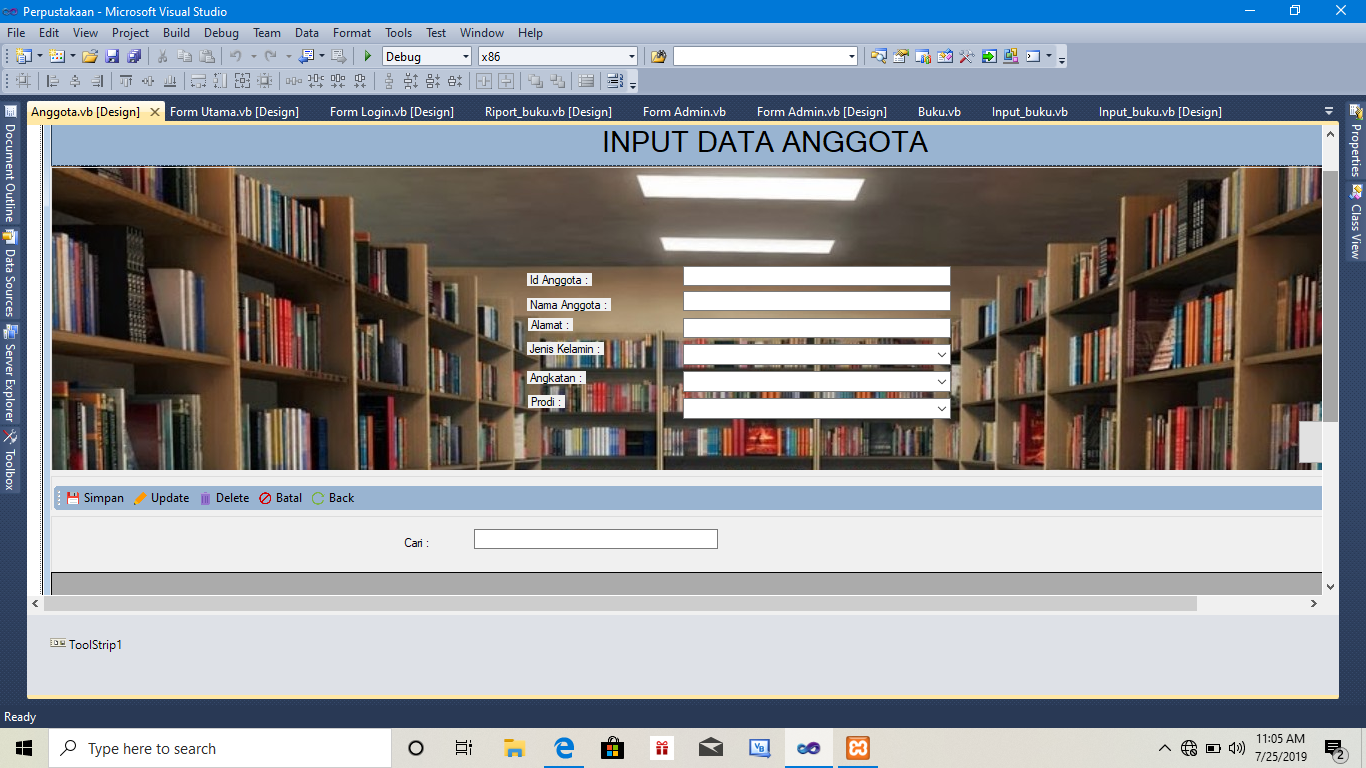 Perpustakaan - Microsoft Visual Studio
File Edit View Project Build Debug Team Data Format Tools Test Window Help
Debug x86
Anggota.vb [Design] Form Utama.vb [Design] Form Login.vb [Design] Riport_buku.vb [Design] Form Admin.vb Form Admin.vb [Design] Buku.vb Input_buku.vb Input_buku.vb [Design]
Document Outline
Data Sources
Server Explorer
Toolbox
Properties
Class View
INPUT DATA ANGGOTA
Id Anggota :
Nama Anggota :
Alamat :
Jenis Kelamin :
Angkatan :
Prodi :
Simpan Update Delete Batal Back
Cari :
ToolStrip1
Ready
Type here to search
VB
11:05 AM
7/25/2019
2